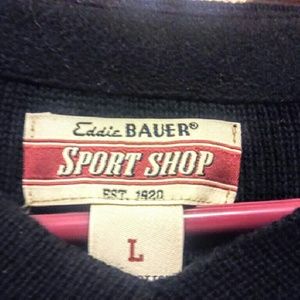 Eddie BAUER®
SPORT SHOP
EST. 1920
L